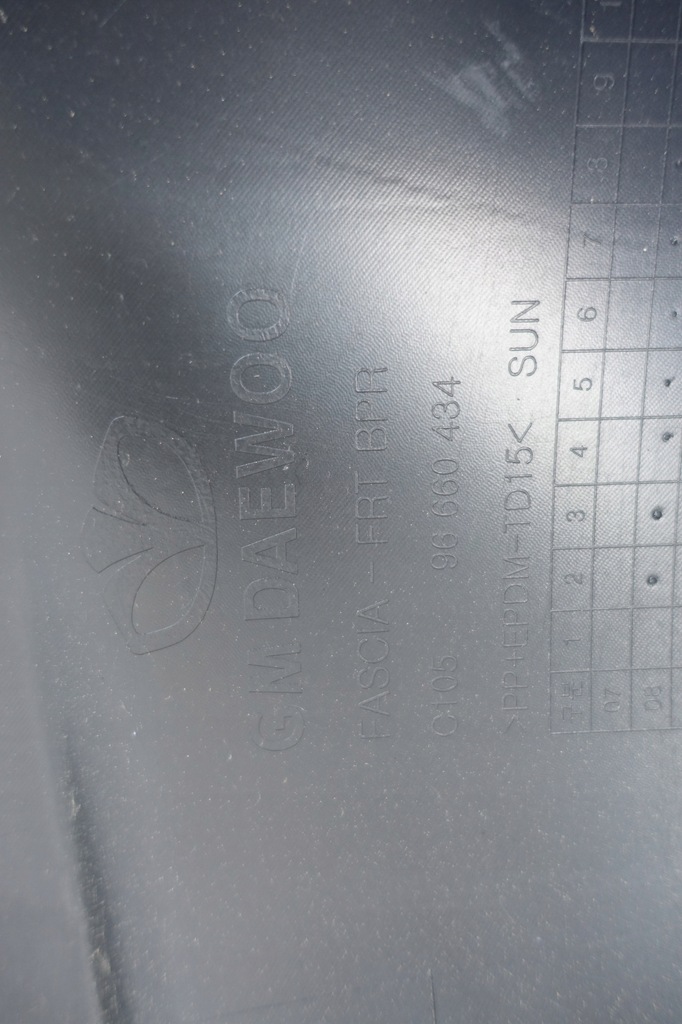 GM DAEWOO
FASCIA-FRT BPR
C105 96 660 434
>PP+EPDM-TD15< SUN
1 2 3 4 5 6 7 8 9
07
08